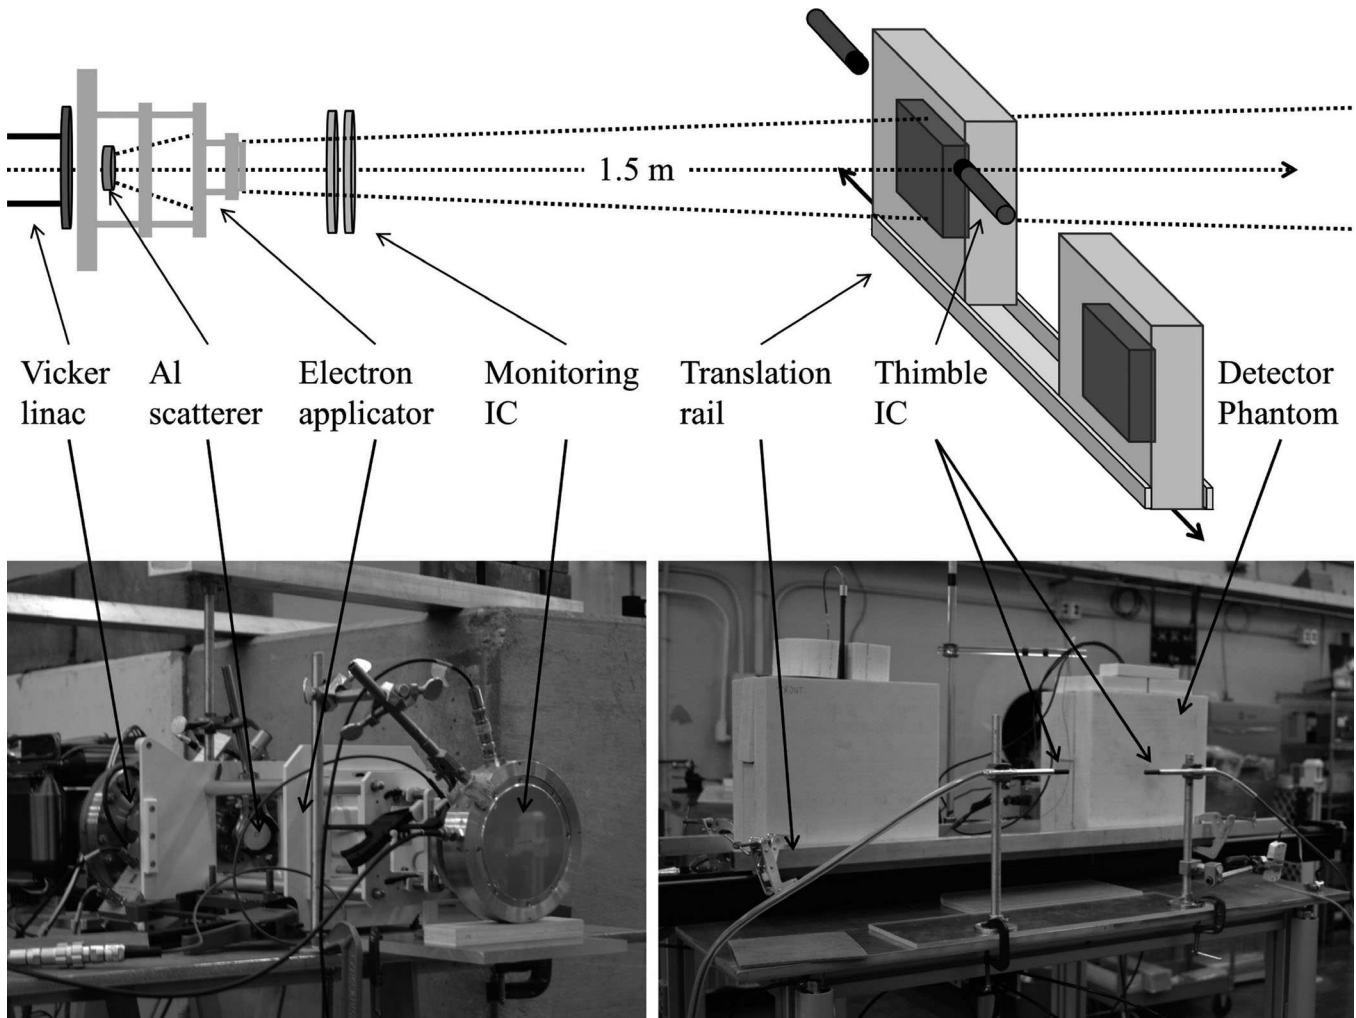 1.5 m
Vicker
linac
Al
scatterer
Electron
applicator
Monitoring
IC
Translation
rail
Thimble
IC
Detector
Phantom